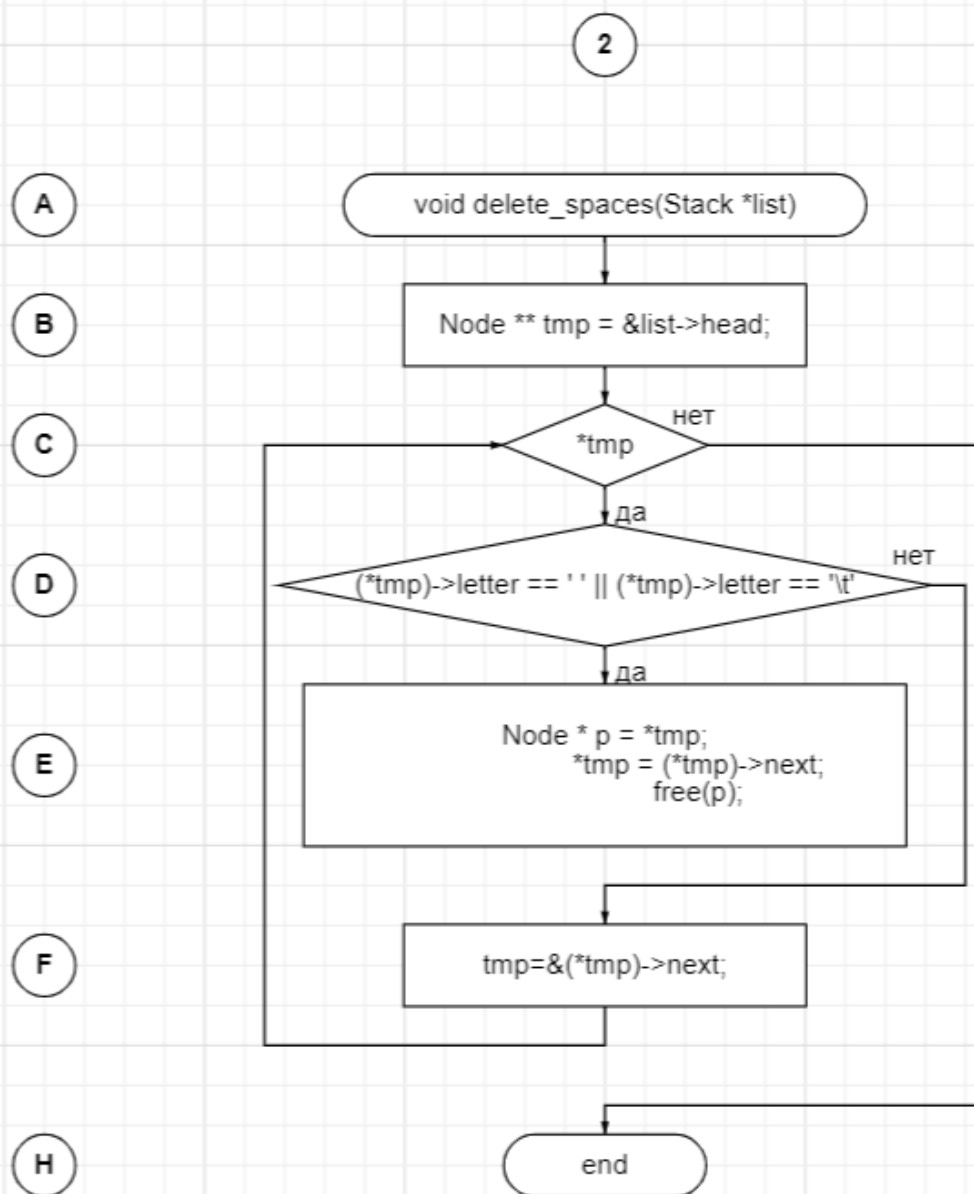 2
A
void delete_spaces(Stack *list)
B
Node ** tmp = &list->head;
C
*tmp
нет
да
D
(*tmp)->letter == ' ' || (*tmp)->letter == '\t'
нет
да
E
Node * p = *tmp;
*tmp = (*tmp)->next;
free(p);
F
tmp=&(*tmp)->next;
H
end